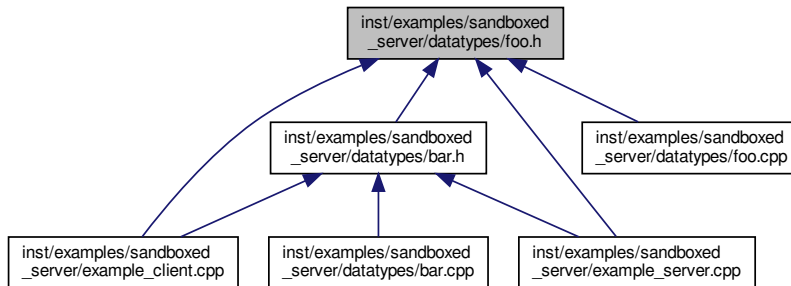 inst/examples/sandboxed
_server/datatypes/foo.h
inst/examples/sandboxed
_server/datatypes/bar.h
inst/examples/sandboxed
_server/datatypes/foo.cpp
inst/examples/sandboxed
_server/example_client.cpp
inst/examples/sandboxed
_server/datatypes/bar.cpp
inst/examples/sandboxed
_server/example_server.cpp